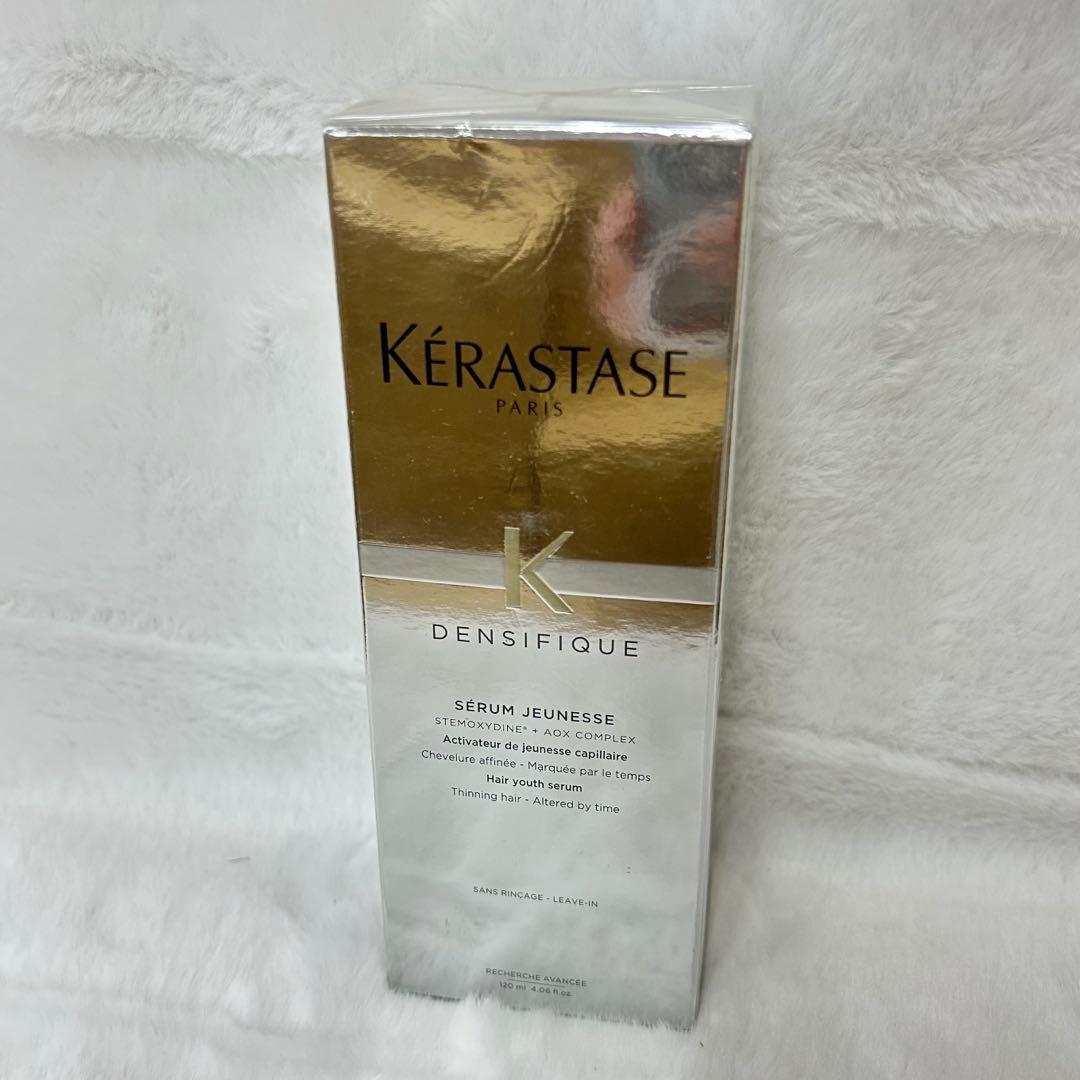 KÉRASTASE
PARIS
K
DENSIFIQUE
SÉRUM JEUNESSE
STEMOXYDINE® + AOX COMPLEX
Activateur de jeunesse capillaire
Chevelure affinée - Marquée par le temps
Hair youth serum
Thinning hair - Altered by time
SANS RINÇAGE - LEAVE-IN
RECHERCHE AVANCÉE
120 ml 4.06 fl.oz.